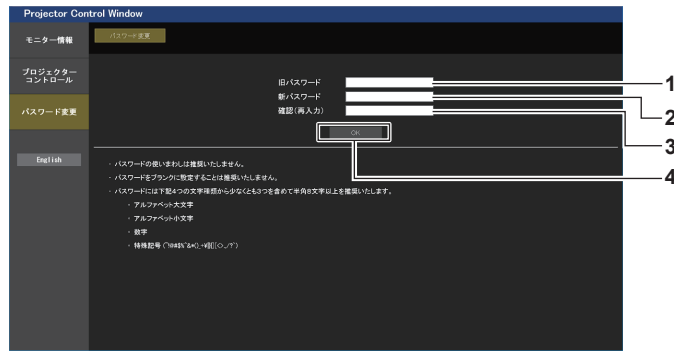 Projector Control Window
モニター情報
パスワード変更
プロジェクター
コントロール
パスワード変更
English
旧パスワード
新パスワード
確認(再入力)
OK
1
2
3
4
・ パスワードの使いまわしは推奨いたしません。
・ パスワードをブランクに設定することは推奨いたしません。
・ パスワードには下記4つの文字種類から少なくとも3つを含めて半角8文字以上を推奨いたします。
・ アルファベット大文字
・ アルファベット小文字
・ 数字
・ 特殊記号